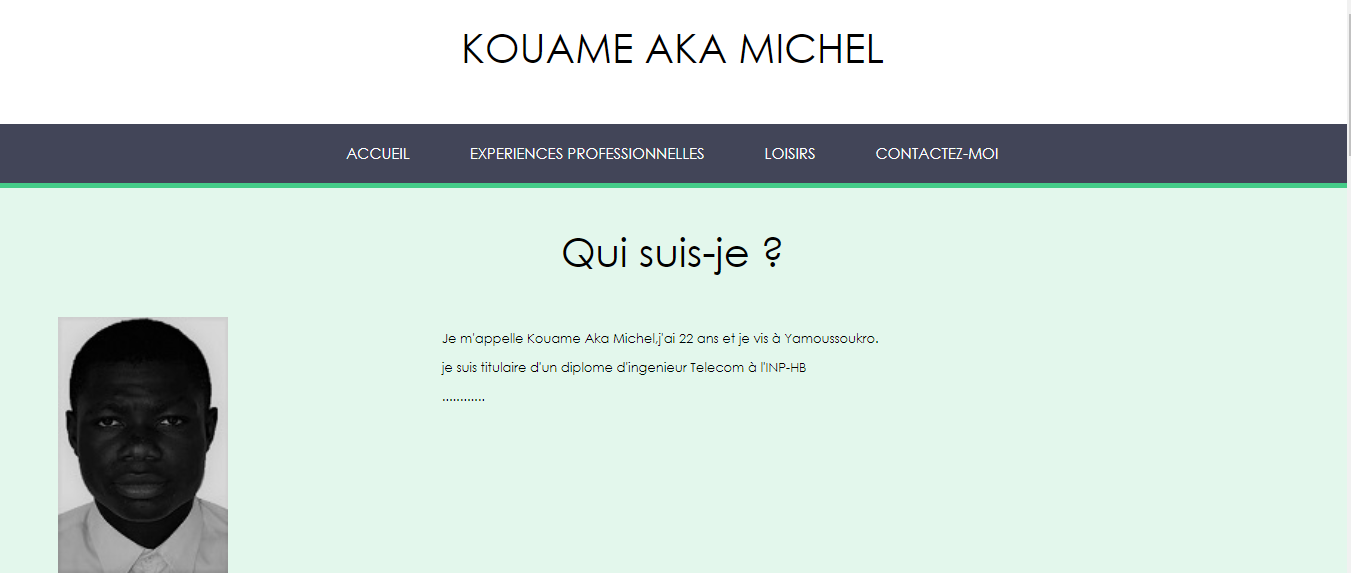 KOUAME AKA MICHEL
ACCUEIL EXPERIENCES PROFESSIONNELLES LOISIRS CONTACTEZ-MOI
Qui suis-je ?
Je m'appelle Kouame Aka Michel,j'ai 22 ans et je vis à Yamoussoukro.
je suis titulaire d'un diplome d'ingenieur Telecom à l'INP-HB
............